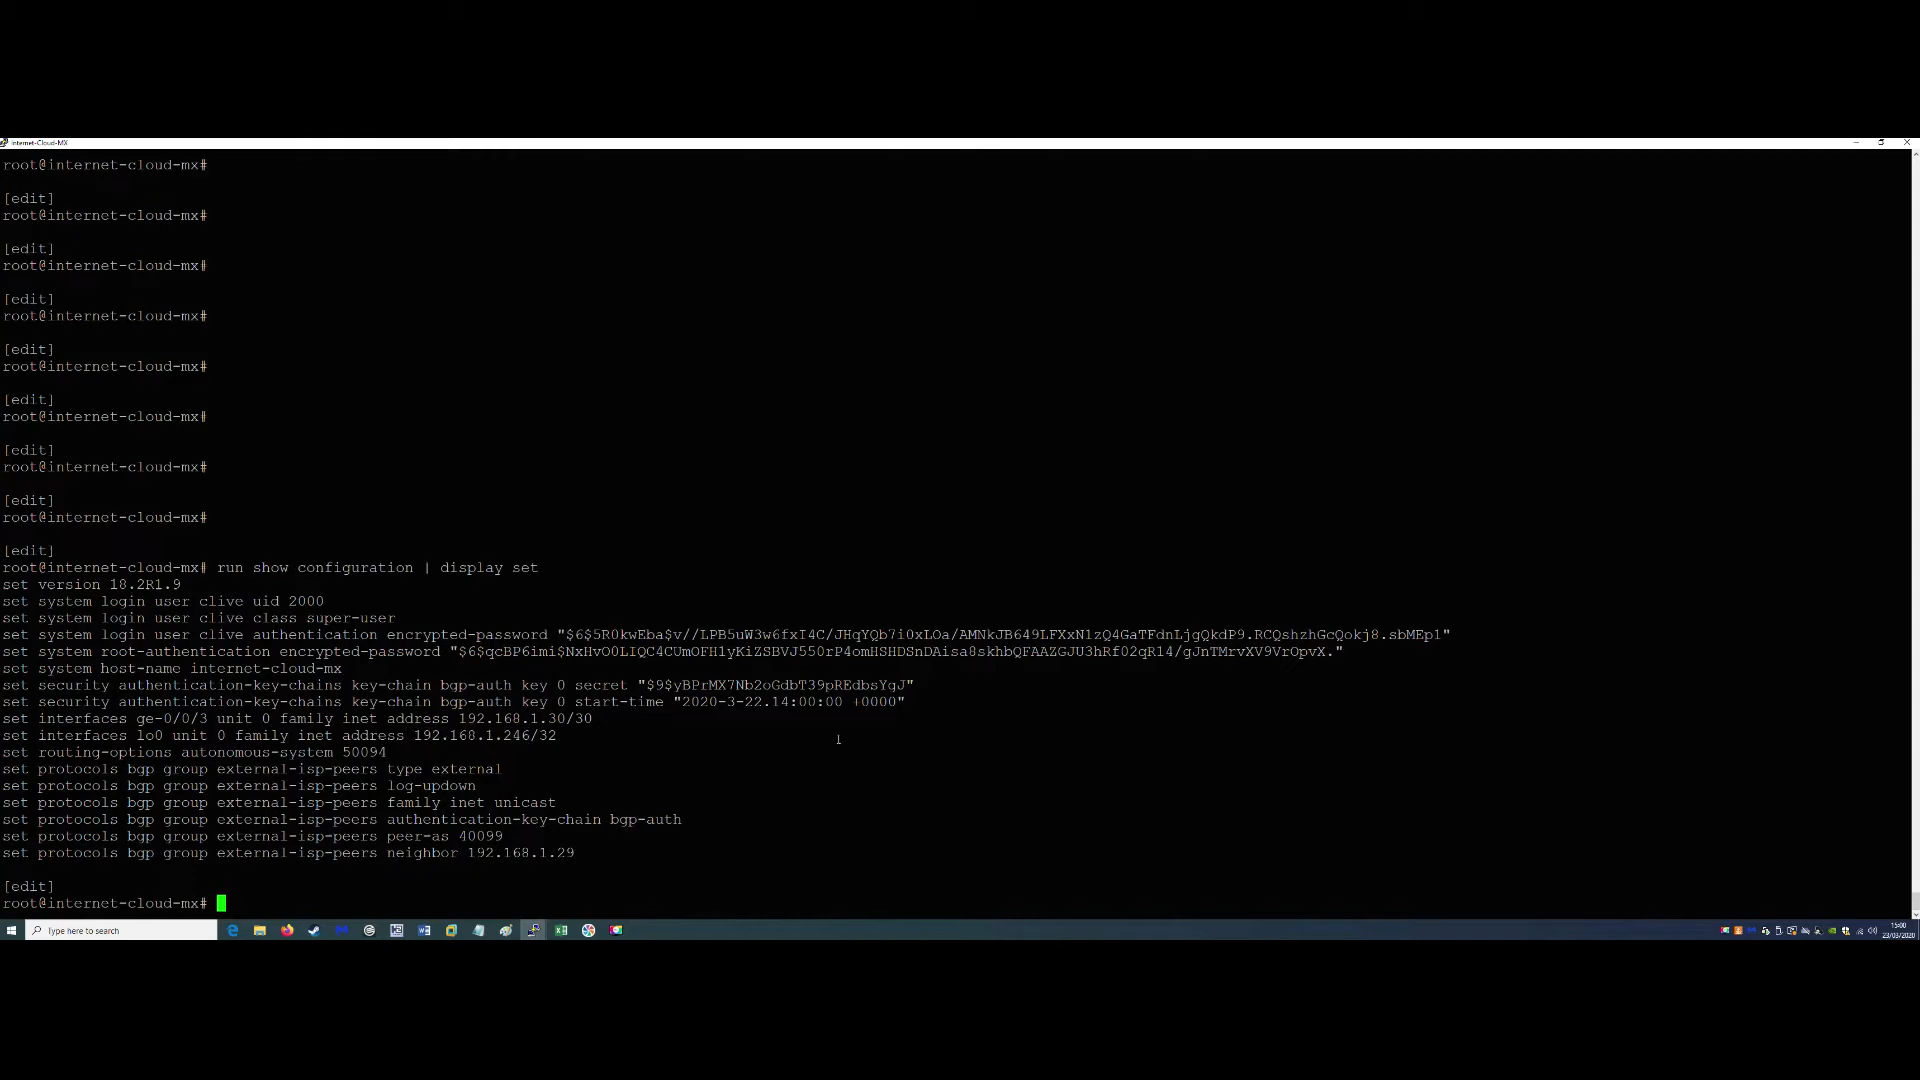 Internet-Cloud-MX
root@internet-cloud-mx#
[edit]
root@internet-cloud-mx#
[edit]
root@internet-cloud-mx#
[edit]
root@internet-cloud-mx#
[edit]
root@internet-cloud-mx#
[edit]
root@internet-cloud-mx#
[edit]
root@internet-cloud-mx#
[edit]
root@internet-cloud-mx#
[edit]
root@internet-cloud-mx# run show configuration | display set
set version 18.2R1.9
set system login user clive uid 2000
set system login user clive class super-user
set system login user clive authentication encrypted-password "$6$5R0kwEba$v//LPB5uW3w6fxI4C/JHqYQb7i0xLOa/AMNkJB649LFXxN1zQ4GaTFdnLjgQkdP9.RCQshzhGcQokj8.sbMEp1"
set system root-authentication encrypted-password "$6$qcBP6imi$NxHvO0LIQC4CUmOFH1yKiZSBVJ550rP4omHSHDSnDAisa8skhbQFAAZGJU3hRf02qR14/gJnTMrvXV9VrOpvX."
set system host-name internet-cloud-mx
set security authentication-key-chains key-chain bgp-auth key 0 secret "$9$yBPrMX7Nb2oGdbT39pREdbsYgJ"
set security authentication-key-chains key-chain bgp-auth key 0 start-time "2020-3-22.14:00:00 +0000"
set interfaces ge-0/0/3 unit 0 family inet address 192.168.1.30/30
set interfaces lo0 unit 0 family inet address 192.168.1.246/32
set routing-options autonomous-system 50094
set protocols bgp group external-isp-peers type external
set protocols bgp group external-isp-peers log-updown
set protocols bgp group external-isp-peers family inet unicast
set protocols bgp group external-isp-peers authentication-key-chain bgp-auth
set protocols bgp group external-isp-peers peer-as 40099
set protocols bgp group external-isp-peers neighbor 192.168.1.29
[edit]
root@internet-cloud-mx#
Type here to search
15:00
23/03/2020